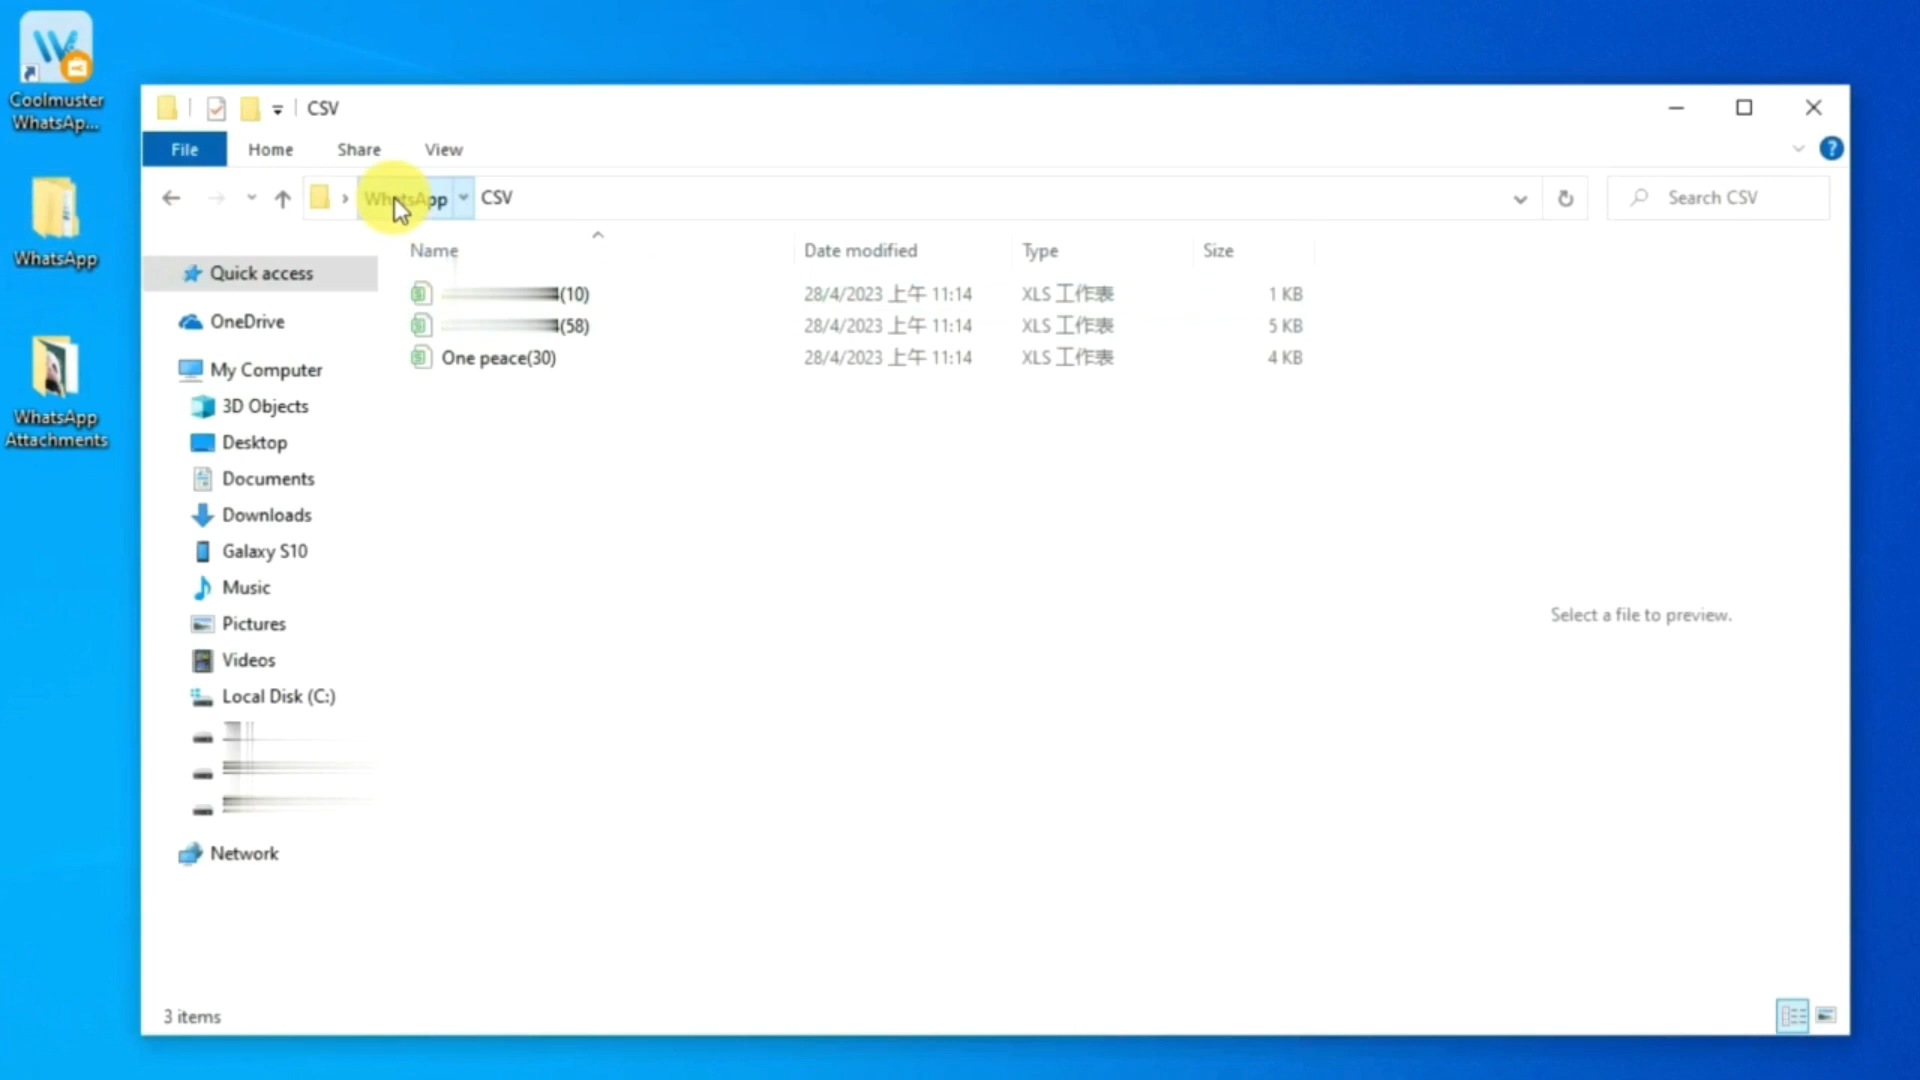 Coolmuster
WhatsAp...
WhatsApp
WhatsApp
Attachments
CSV
File Home Share View
WhatsApp CSV
Search CSV
Name Date modified Type Size
(10) 28/4/2023 上午 11:14 XLS 工作表 1 KB
(58) 28/4/2023 上午 11:14 XLS 工作表 5 KB
One peace(30) 28/4/2023 上午 11:14 XLS 工作表 4 KB
Quick access
OneDrive
My Computer
3D Objects
Desktop
Documents
Downloads
Galaxy S10
Music
Pictures
Videos
Local Disk (C:)
Network
Select a file to preview.
3 items